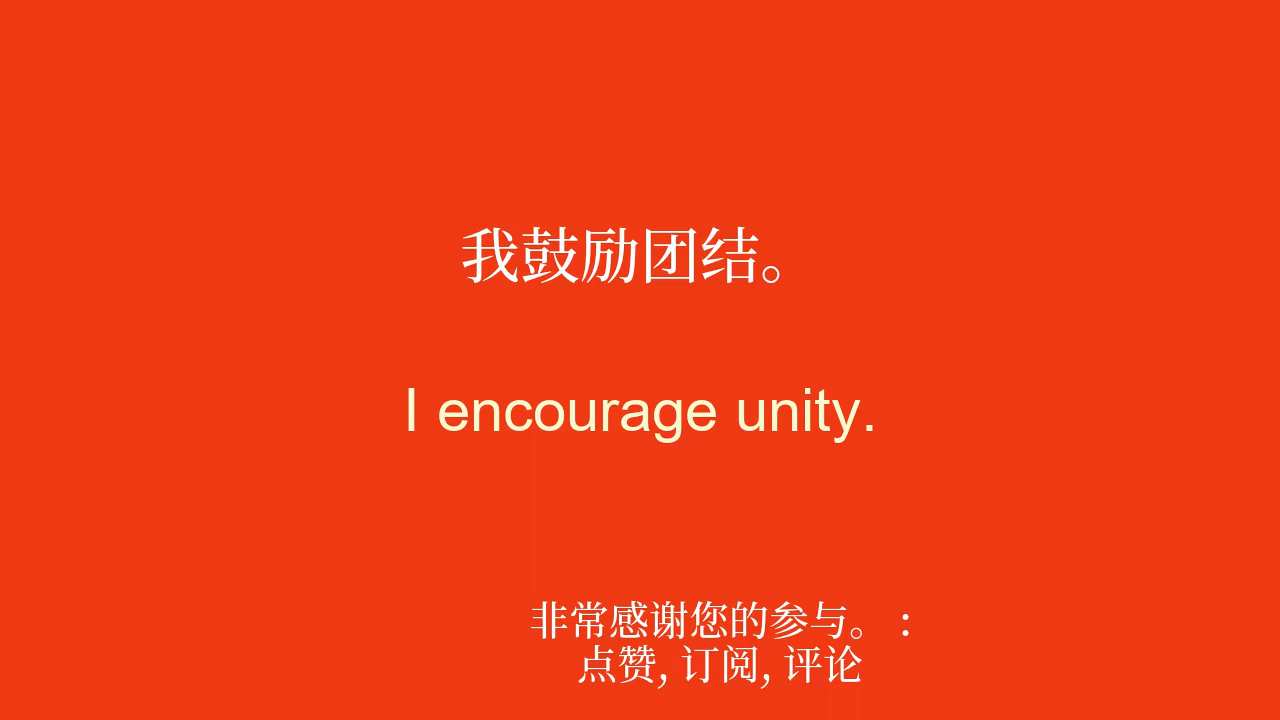 我鼓励团结。
I encourage unity.
非常感谢您的参与。 :
点赞, 订阅, 评论